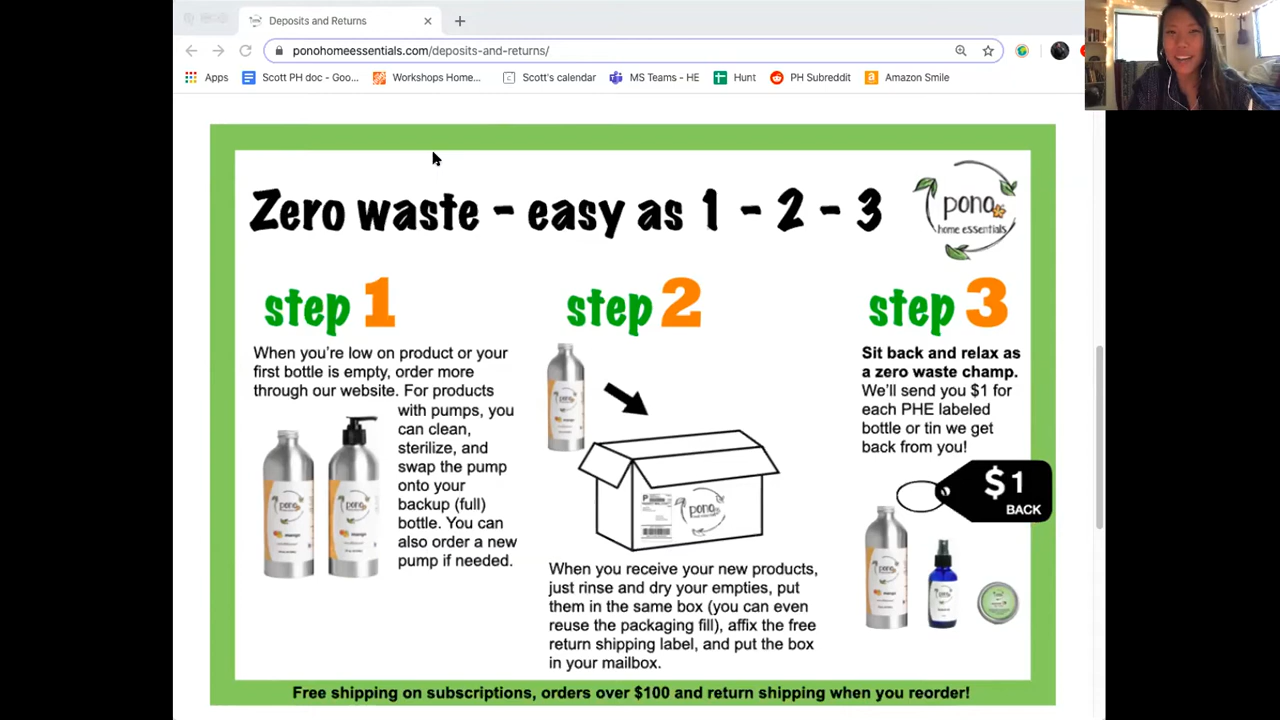 Deposits and Returns
ponohomeessentials.com/deposits-and-returns/
Apps
Scott PH doc - Goo...
Workshops Home...
Scott's calendar
MS Teams - HE
Hunt
PH Subreddit
Amazon Smile
Zero waste - easy as 1 - 2 - 3
pono
home essentials
step 1
When you're low on product or your
first bottle is empty, order more
through our website. For products
with pumps, you
can clean,
sterilize, and
swap the pump
onto your
backup (full)
bottle. You can
also order a new
pump if needed.
pono
mango
pono
mango
step 2
pono
P
pono
When you receive your new products,
just rinse and dry your empties, put
them in the same box (you can even
reuse the packaging fill), affix the free
return shipping label, and put the box
in your mailbox.
step 3
Sit back and relax as
a zero waste champ.
We'll send you $1 for
each PHE labeled
bottle or tin we get
back from you!
$1
BACK
pono
mango
Free shipping on subscriptions, orders over $100 and return shipping when you reorder!